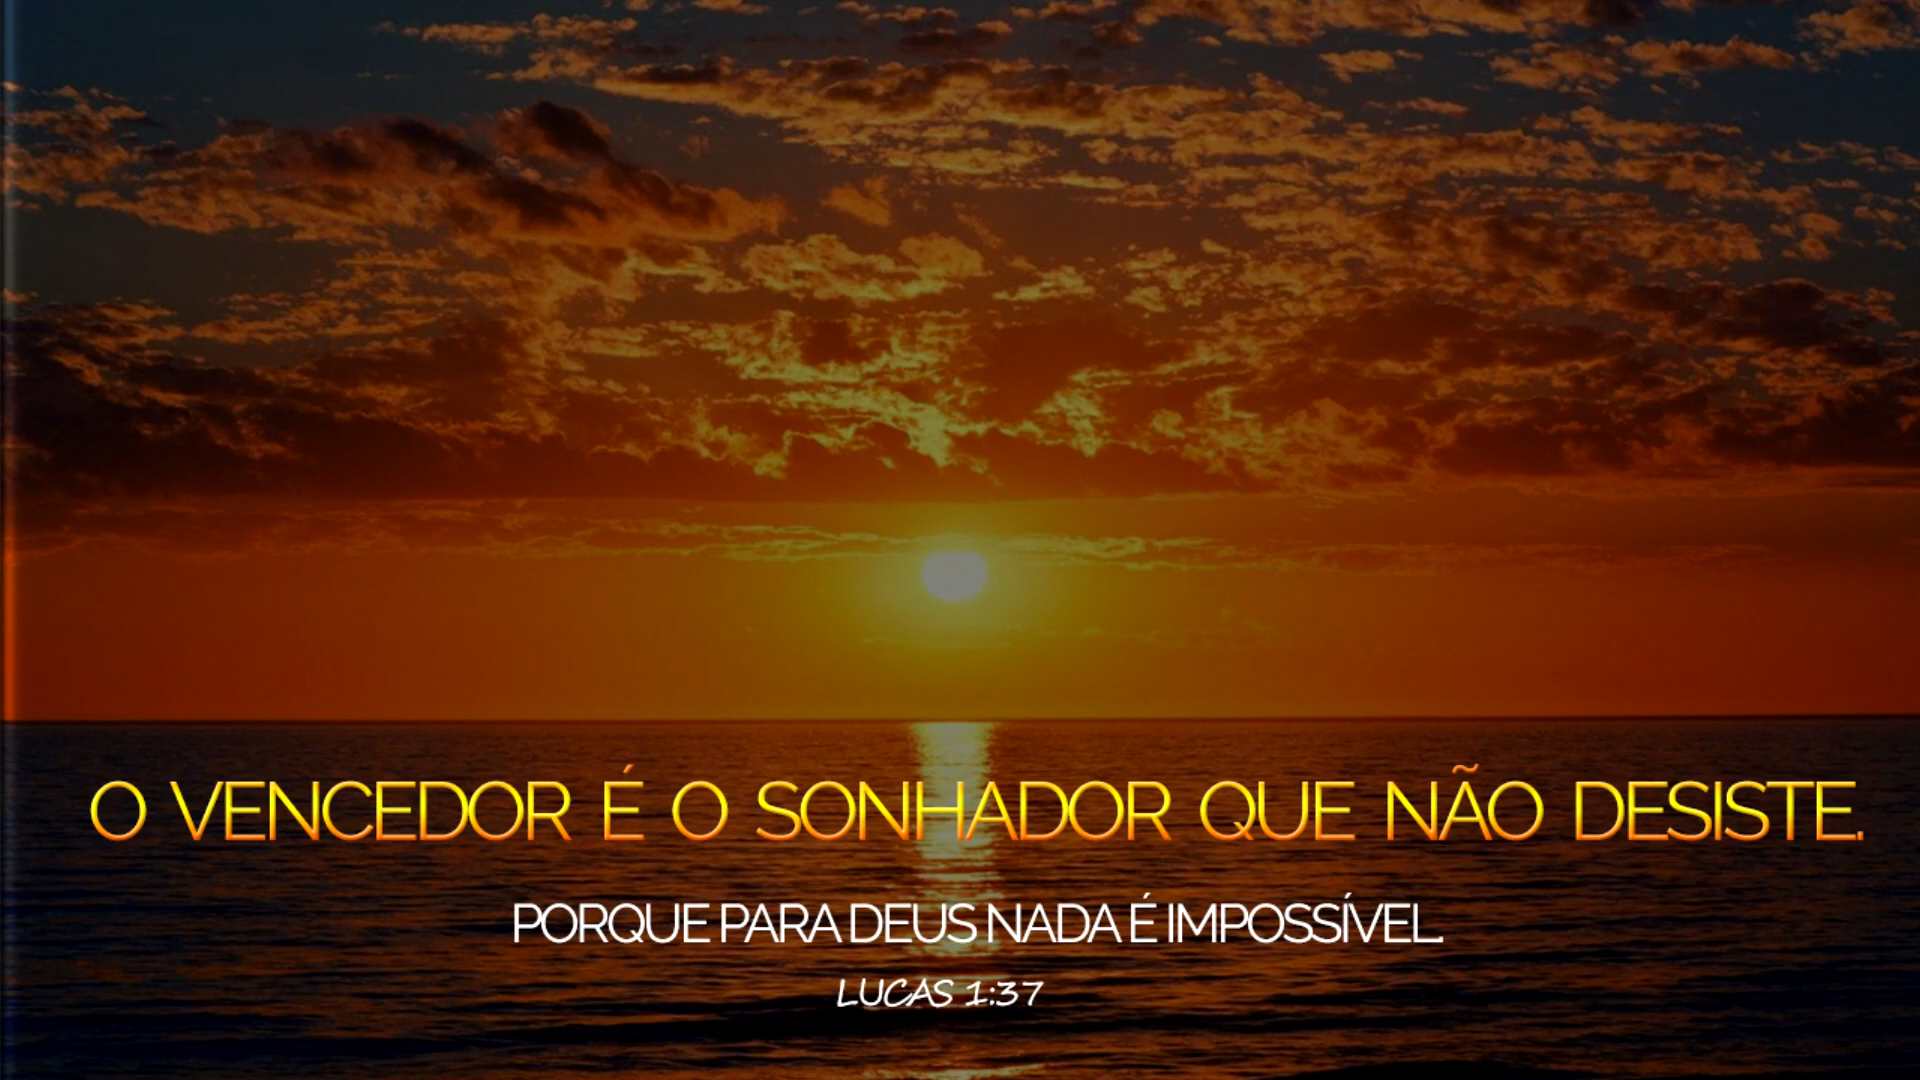 O VENCEDOR É O SONHADOR QUE NÃO DESISTE.
PORQUE PARA DEUS NADA É IMPOSSÍVEL.
LUCAS 1:37